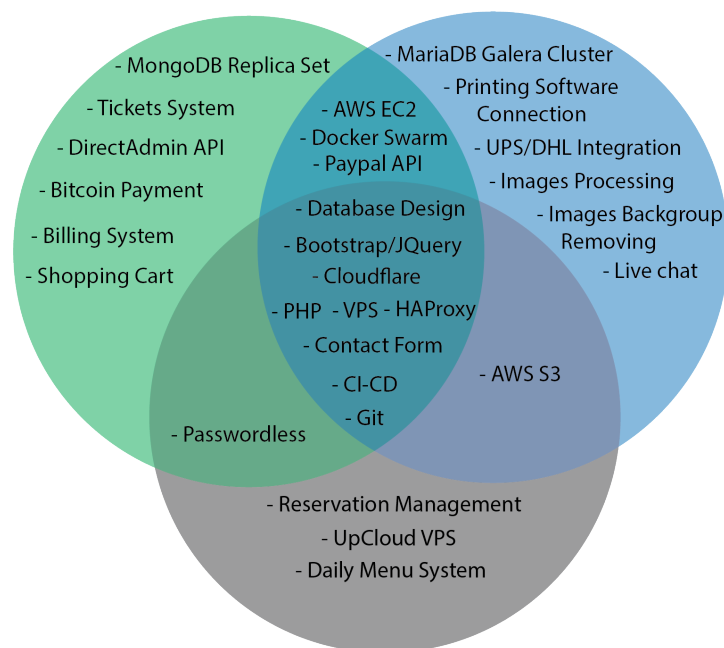 - MongoDB Replica Set
- Tickets System
- DirectAdmin API
- Bitcoin Payment
- Billing System
- Shopping Cart
- AWS EC2
- Docker Swarm
- Paypal API
- MariaDB Galera Cluster
- Printing Software
Connection
- UPS/DHL Integration
- Images Processing
- Images Backgroup
Removing
- Live chat
- Database Design
- Bootstrap/JQuery
- Cloudflare
- PHP - VPS - HAProxy
- Contact Form
- CI-CD
- Git
- AWS S3
- Passwordless
- Reservation Management
- UpCloud VPS
- Daily Menu System